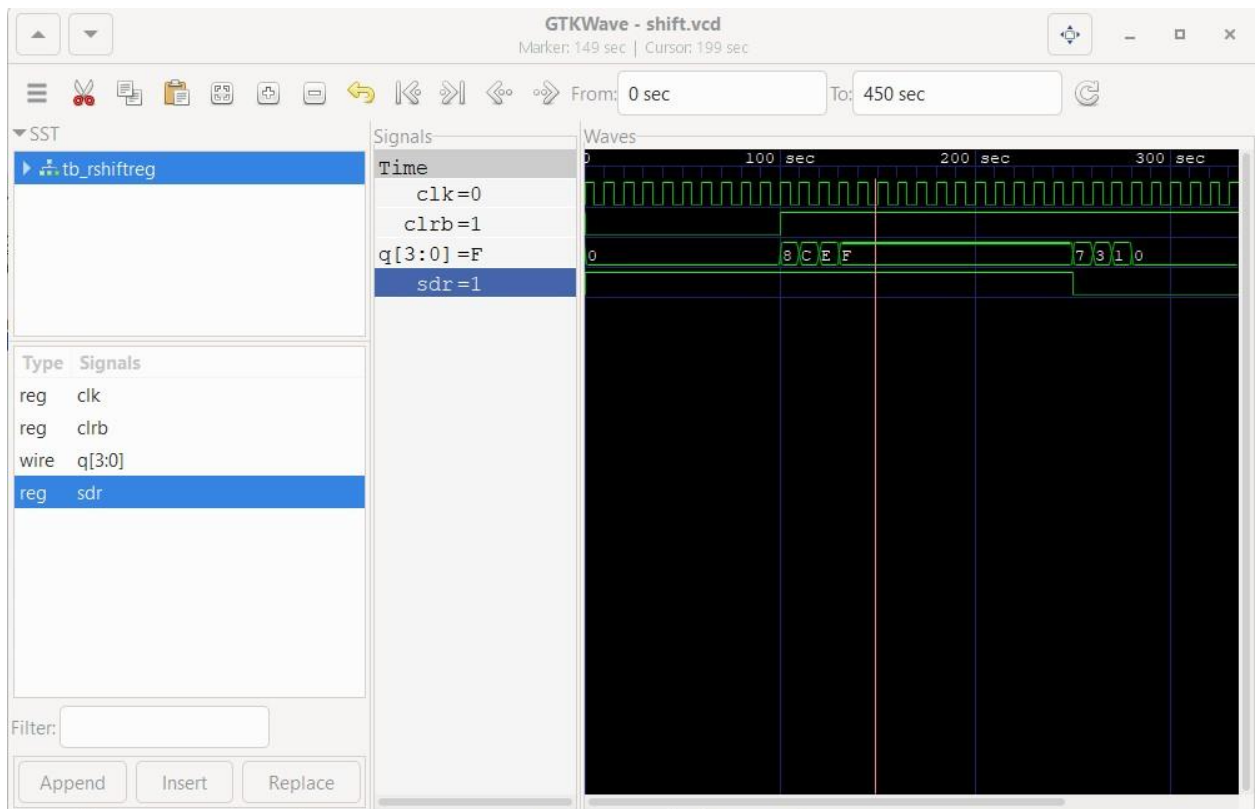 GTKWave - shift.vcd
Marker: 149 sec | Cursor: 199 sec
From: 0 sec To: 450 sec
SST
tb_rshiftreg
Type Signals
reg clk
reg clrb
wire q[3:0]
reg sdr
Filter:
Append Insert Replace
Signals
Time
clk=0
clrb=1
q[3:0]=F
sdr=1
Waves
0 100 sec 200 sec 300 sec
0 8 C E F 7 3 1 0